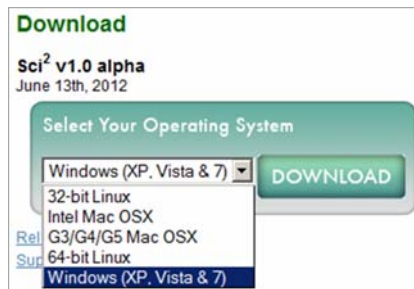 Download
Sci² v1.0 alpha
June 13th, 2012
Select Your Operating System
Windows (XP, Vista & 7)
DOWNLOAD
32-bit Linux
Intel Mac OSX
G3/G4/G5 Mac OSX
64-bit Linux
Windows (XP, Vista & 7)